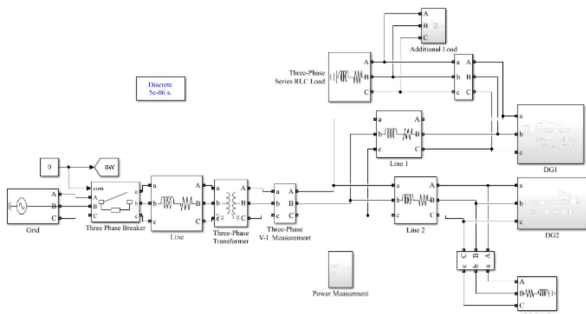 A
B
C
Additional Load
Three-Phase
Series RLC Load
A
B
C
a
b
c
A
B
C
Discrete
5e-06 s.
a
b
c
A
B
C
Line 1
a
b
c
DG1
0
sw
Grid
A
B
C
com
A
B
C
a
b
c
Three Phase Breaker
a
b
c
A
B
C
Line
a
b
c
A
B
C
Three-Phase
Transformer
A
B
C
a
b
c
Three-Phase
V-I Measurement
a
b
c
A
B
C
Line 2
a
b
c
DG2
Power Measurment
C
B
A
c
b
a
A
B
C